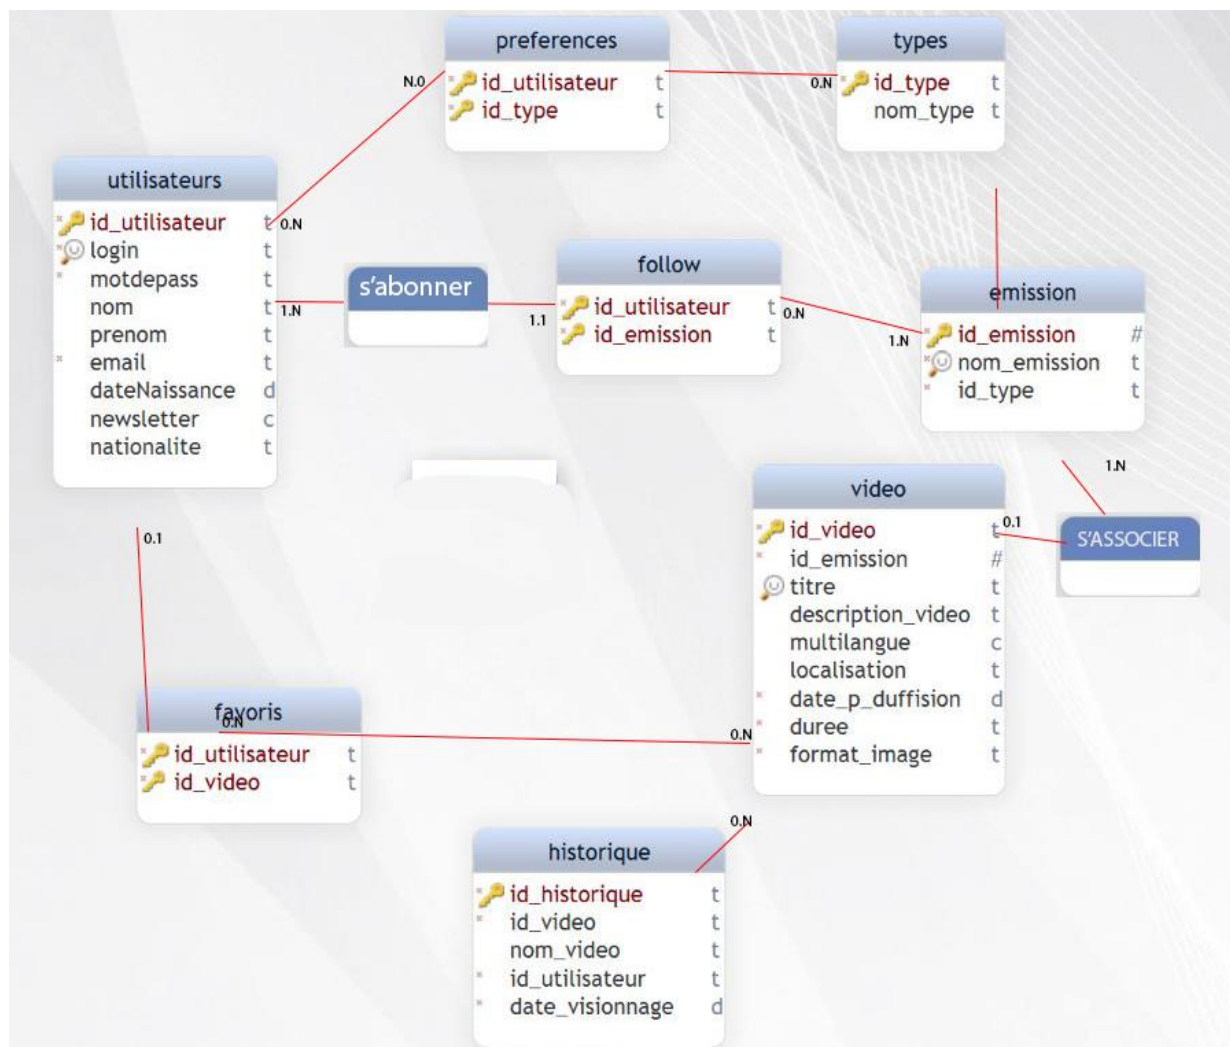 preferences
id_utilisateur t
id_type t
types
id_type t
nom_type t
N.0
0.N
utilisateurs
id_utilisateur t
login t
motdepass t
nom t
prenom t
email t
dateNaissance d
newsletter c
nationalite t
0.N
1.N
s'abonner
1.1
follow
id_utilisateur t
id_emission t
0.N
1.N
emission
id_emission #
nom_emission t
id_type t
1.N
S'ASSOCIER
0.1
video
id_video t
id_emission #
titre t
description_video t
multilangue c
localisation t
date_p_duffision d
duree t
format_image t
0.1
favoris
0.N
id_utilisateur t
id_video t
0.N
0.N
historique
id_historique t
id_video t
nom_video t
id_utilisateur t
date_visionnage d